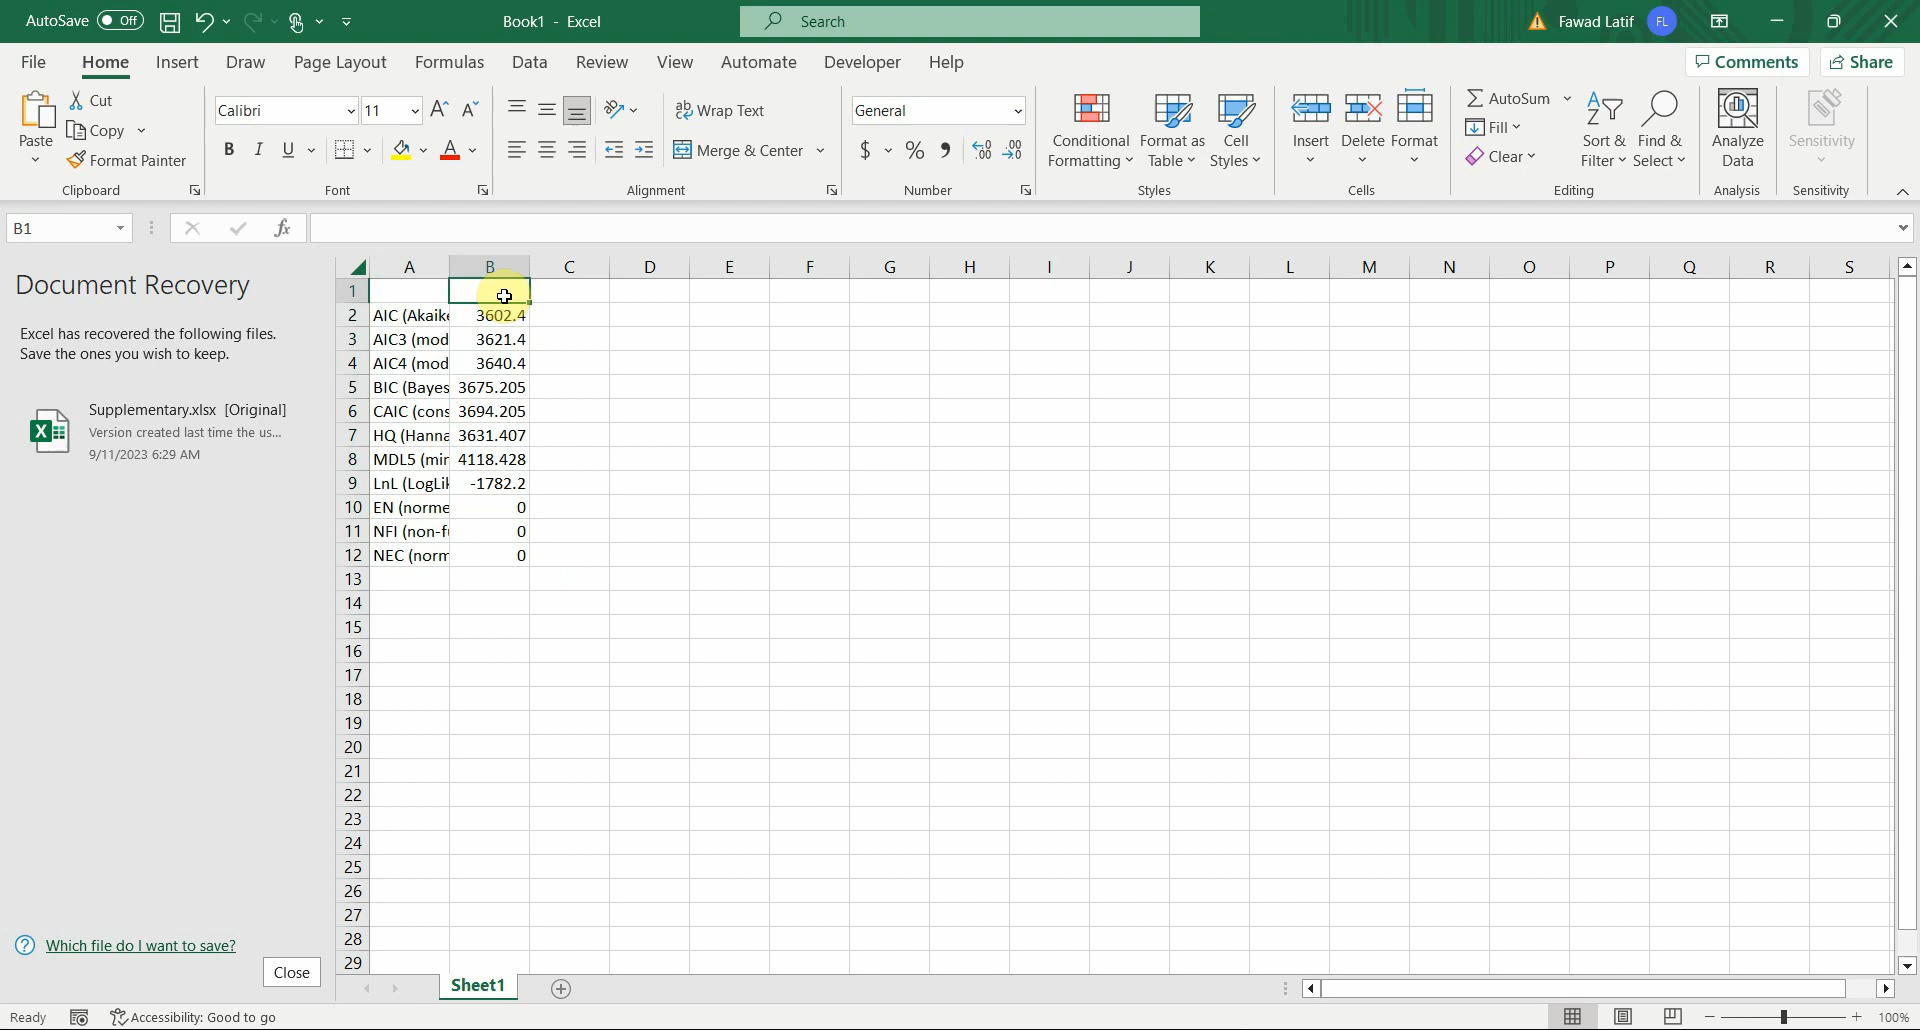 AutoSave Off Book1 - Excel Search Fawad Latif FL
File Home Insert Draw Page Layout Formulas Data Review View Automate Developer Help Comments Share
Paste Cut Copy Format Painter Clipboard
Calibri 11 B I U A Font
Wrap Text Merge & Center Alignment
General $ % Number
Conditional Formatting Format as Table Cell Styles Styles
Insert Delete Format Cells
AutoSum Fill Clear Sort & Filter Find & Select Editing
Analyze Data Analysis
Sensitivity Sensitivity
B1 fx
Document Recovery
Excel has recovered the following files.
Save the ones you wish to keep.
Supplementary.xlsx [Original]
Version created last time the us...
9/11/2023 6:29 AM
Which file do I want to save?
Close
A B C D E F G H I J K L M N O P Q R S
1
2 AIC (Akaike 3602.4
3 AIC3 (mod 3621.4
4 AIC4 (mod 3640.4
5 BIC (Bayes 3675.205
6 CAIC (cons 3694.205
7 HQ (Hanna 3631.407
8 MDL5 (min 4118.428
9 LnL (LogLik -1782.2
10 EN (norme 0
11 NFI (non-fu 0
12 NEC (norm 0
13
14
15
16
17
18
19
20
21
22
23
24
25
26
27
28
29
Sheet1
Ready Accessibility: Good to go 100%